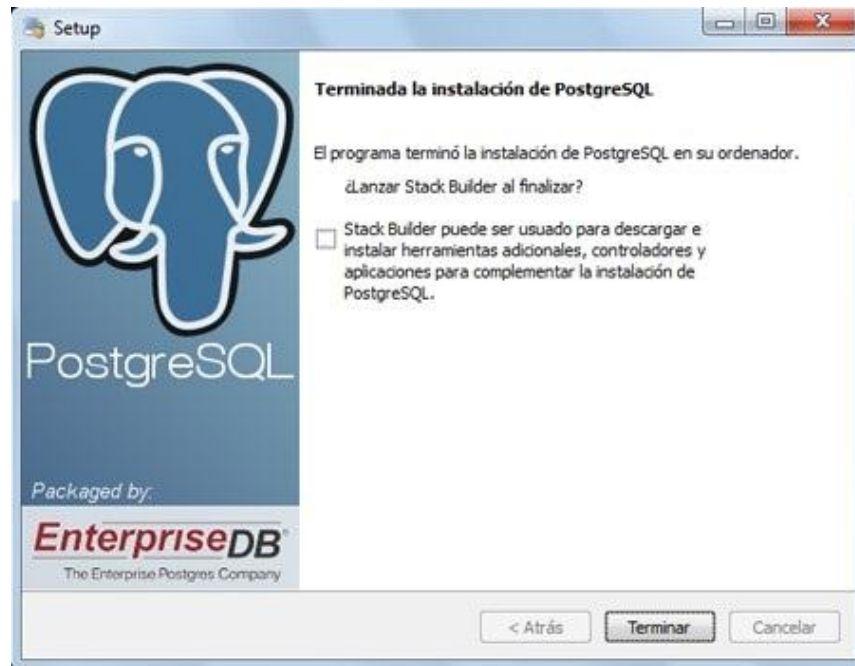 Setup
Terminada la instalación de PostgreSQL
El programa terminó la instalación de PostgreSQL en su ordenador.
¿Lanzar Stack Builder al finalizar?
Stack Builder puede ser usado para descargar e
instalar herramientas adicionales, controladores y
aplicaciones para complementar la instalación de
PostgreSQL.
PostgreSQL
Packaged by:
EnterpriseDB
The Enterprise Postgres Company
< Atrás
Terminar
Cancelar